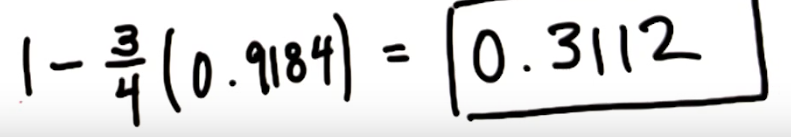 1 - 3/4 (0.9184) = 0.3112